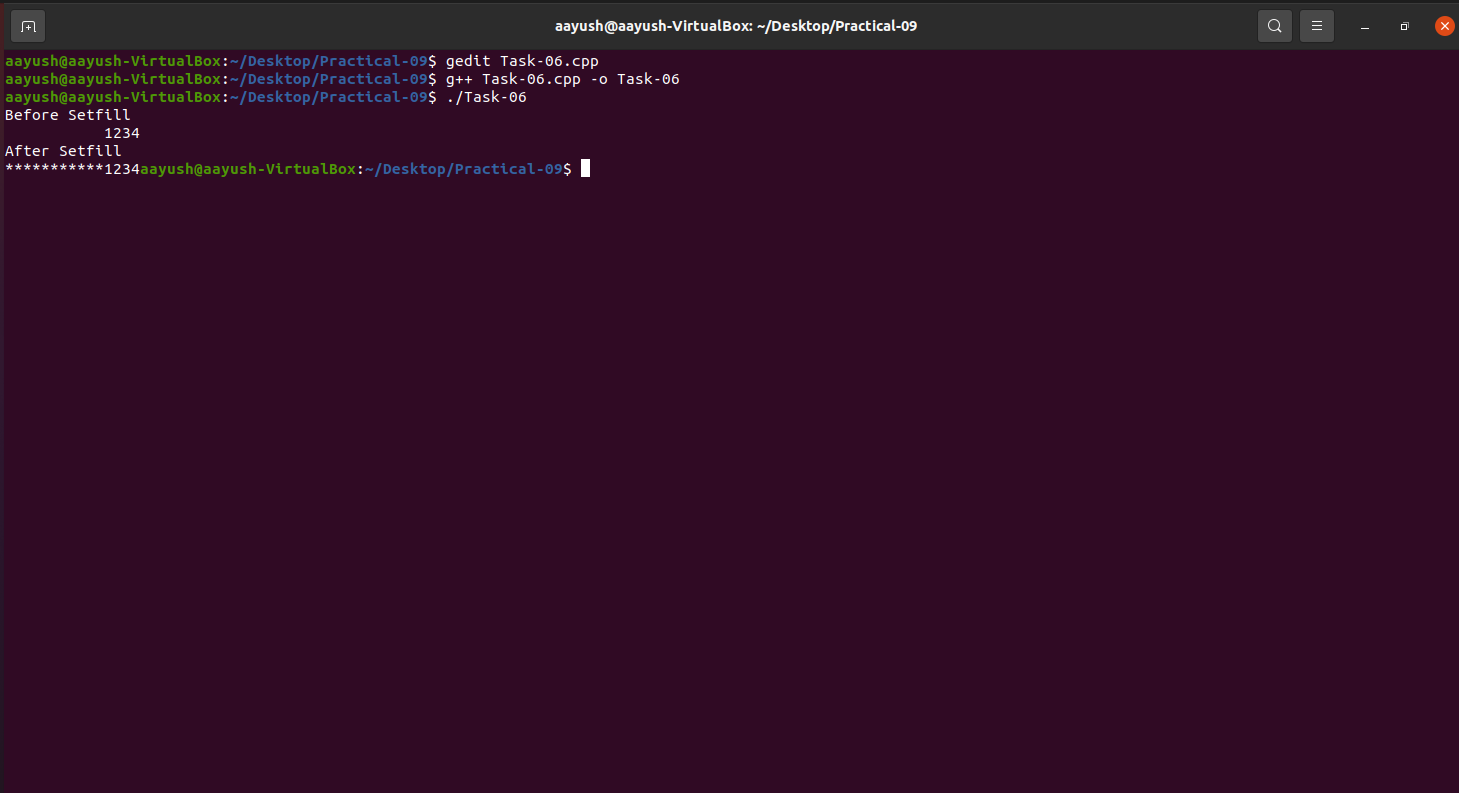 aayush@aayush-VirtualBox: ~/Desktop/Practical-09
aayush@aayush-VirtualBox:~/Desktop/Practical-09$ gedit Task-06.cpp
aayush@aayush-VirtualBox:~/Desktop/Practical-09$ g++ Task-06.cpp -o Task-06
aayush@aayush-VirtualBox:~/Desktop/Practical-09$ ./Task-06
Before Setfill
           1234
After Setfill
***********1234aayush@aayush-VirtualBox:~/Desktop/Practical-09$